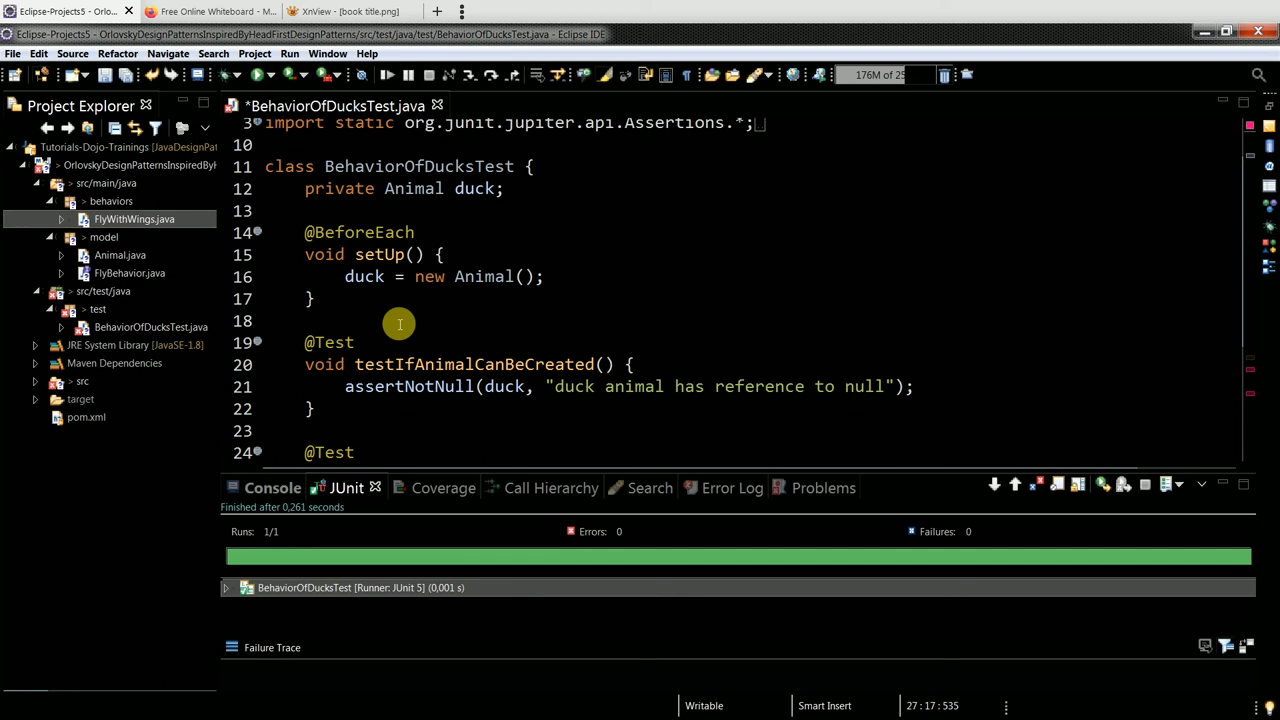 Eclipse-Projects5 - Orlo...
Free Online Whiteboard - M...
XnView - [book title.png]
Eclipse-Projects5 - OrlovskyDesignPatternsInspiredByHeadFirstDesignPatterns/src/test/java/test/BehaviorOfDucksTest.java - Eclipse IDE
File Edit Source Refactor Navigate Search Project Run Window Help
176M of 25
Project Explorer
*BehaviorOfDucksTest.java
Tutorials-Dojo-Trainings [JavaDesignPat
OrlovskyDesignPatternsInspiredByH
> src/main/java
> behaviors
FlyWithWings.java
> model
Animal.java
FlyBehavior.java
> src/test/java
> test
BehaviorOfDucksTest.java
JRE System Library [JavaSE-1.8]
Maven Dependencies
> src
target
pom.xml
3 import static org.junit.jupiter.api.Assertions.*;
10
11 class BehaviorOfDucksTest {
12 private Animal duck;
13
14 @BeforeEach
15 void setUp() {
16 duck = new Animal();
17 }
18
19 @Test
20 void testIfAnimalCanBeCreated() {
21 assertNotNull(duck, "duck animal has reference to null");
22 }
23
24 @Test
Console JUnit Coverage Call Hierarchy Search Error Log Problems
Finished after 0,261 seconds
Runs: 1/1 Errors: 0 Failures: 0
BehaviorOfDucksTest [Runner: JUnit 5] (0,001 s)
Failure Trace
Writable Smart Insert 27 : 17 : 535